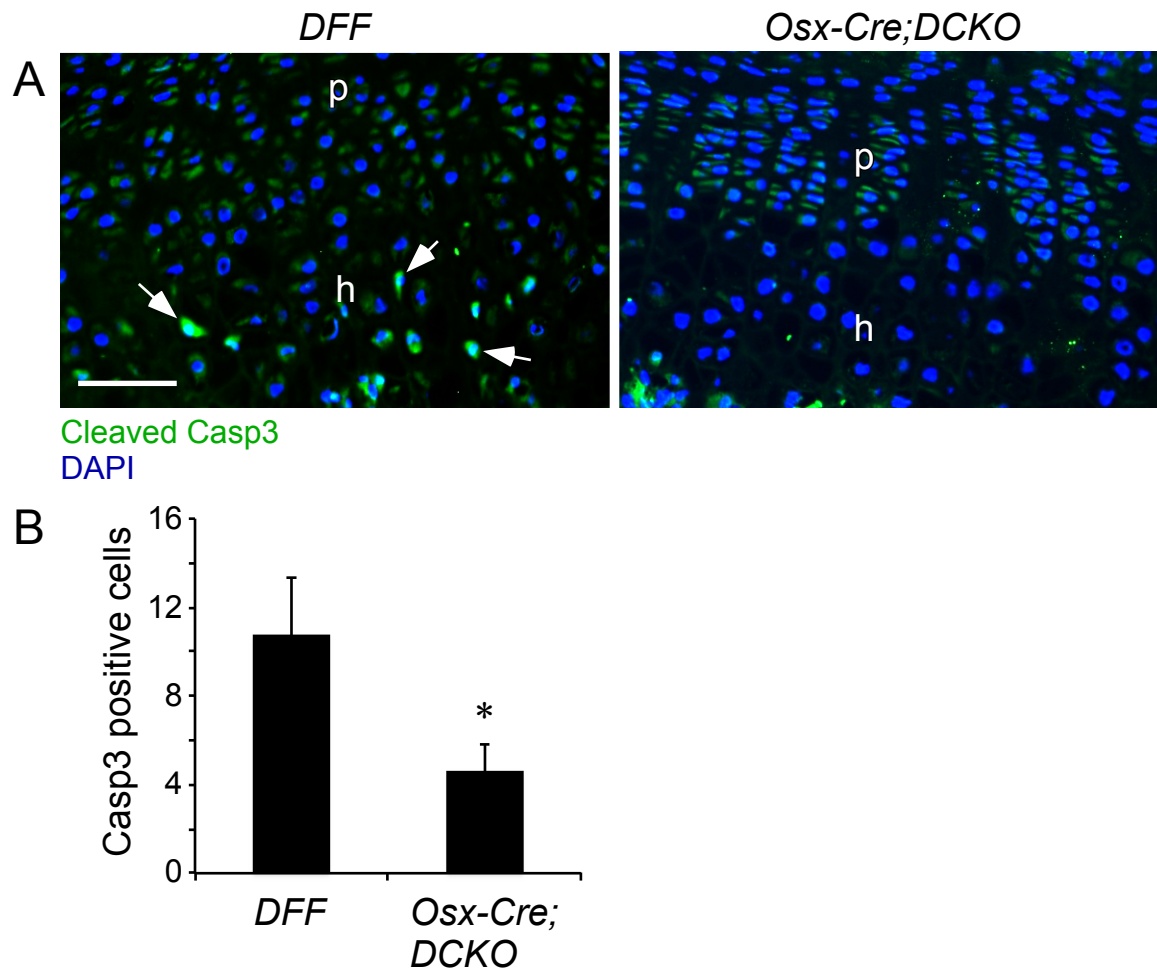 DFF
Osx-Cre;DCKO
A
p
h
p
h
Cleaved Casp3
DAPI
B
Casp3 positive cells
16
12
8
4
0
*
DFF
Osx-Cre;
DCKO